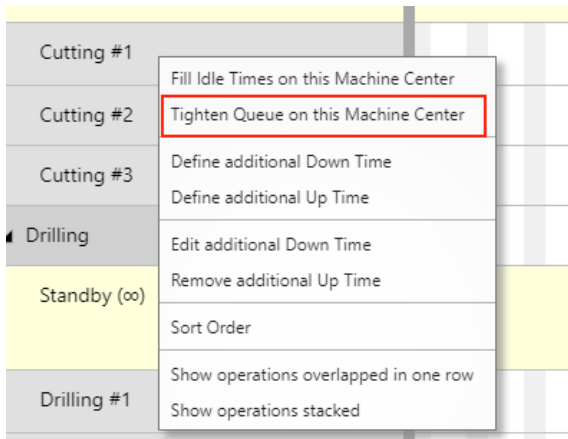 Cutting #1
Cutting #2
Cutting #3
Drilling
Standby (∞)
Drilling #1
Fill Idle Times on this Machine Center
Tighten Queue on this Machine Center
Define additional Down Time
Define additional Up Time
Edit additional Down Time
Remove additional Up Time
Sort Order
Show operations overlapped in one row
Show operations stacked